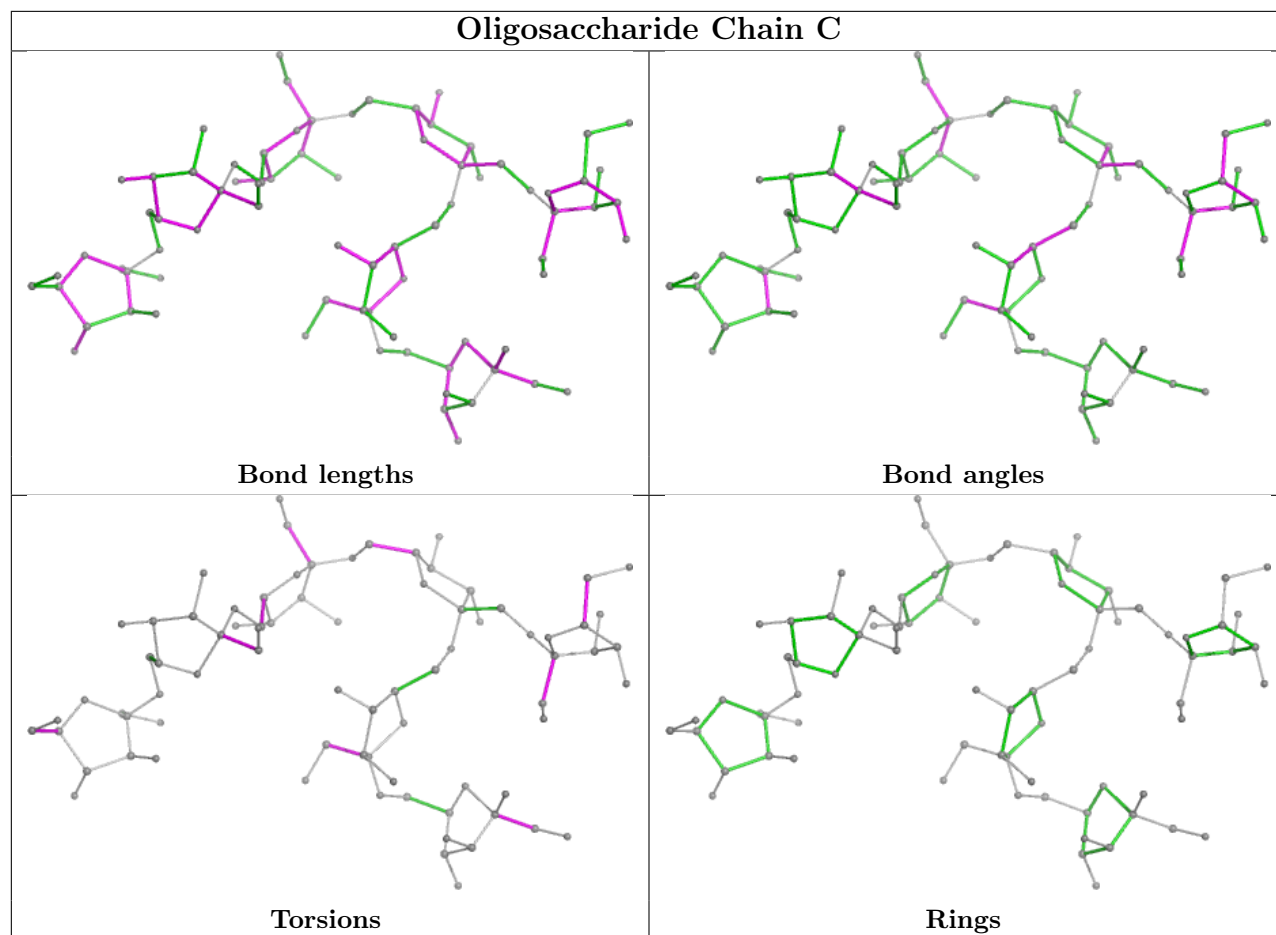 Oligosaccharide Chain C
Bond lengths
Bond angles
Torsions
Rings